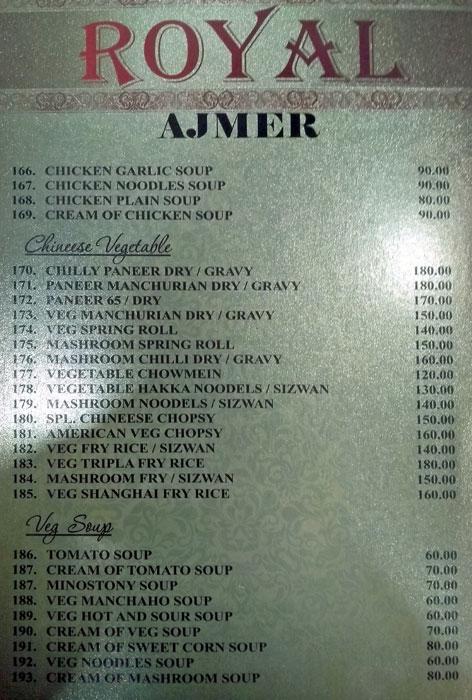 ROYAL
AJMER
166. CHICKEN GARLIC SOUP 90.00
167. CHICKEN NOODLES SOUP 90.00
168. CHICKEN PLAIN SOUP 80.00
169. CREAM OF CHICKEN SOUP 90.00
Chineese Vegetable
170. CHILLY PANEER DRY / GRAVY 180.00
171. PANEER MANCHURIAN DRY / GRAVY 180.00
172. PANEER 65 / DRY 170.00
173. VEG MANCHURIAN DRY / GRAVY 150.00
174. VEG SPRING ROLL 140.00
175. MASHROOM SPRING ROLL 150.00
176. MASHROOM CHILLI DRY / GRAVY 160.00
177. VEGETABLE CHOWMEIN 120.00
178. VEGETABLE HAKKA NOODELS / SIZWAN 130.00
179. MASHROOM NOODELS / SIZWAN 140.00
180. SPL. CHINEESE CHOPSY 150.00
181. AMERICAN VEG CHOPSY 160.00
182. VEG FRY RICE / SIZWAN 140.00
183. VEG TRIPLA FRY RICE 180.00
184. MASHROOM FRY / SIZWAN 150.00
185. VEG SHANGHAI FRY RICE 160.00
Veg Soup
186. TOMATO SOUP 60.00
187. CREAM OF TOMATO SOUP 70.00
187. MINOSTONY SOUP 70.00
188. VEG MANCHAHO SOUP 60.00
189. VEG HOT AND SOUR SOUP 60.00
190. CREAM OF VEG SOUP 70.00
191. CREAM OF SWEET CORN SOUP 80.00
192. VEG NOODLES SOUP 60.00
193. CREAM OF MASHROOM SOUP 80.00